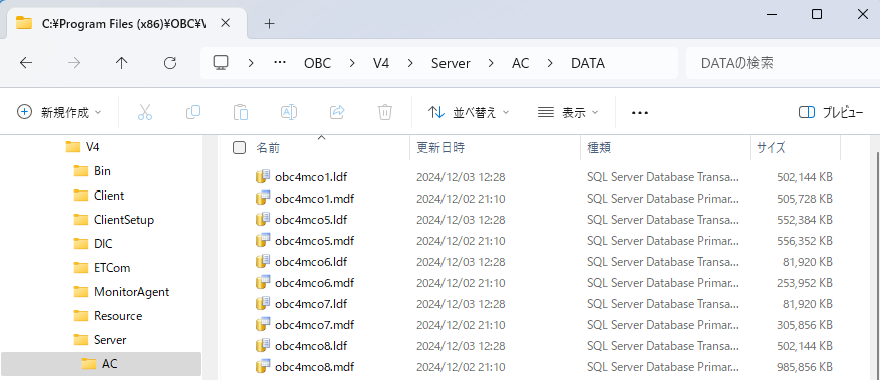 C:¥Program Files (x86)¥OBC¥V
OBC V4 Server AC DATA DATAの検索
新規作成 並べ替え 表示 プレビュー
V4
Bin
Client
ClientSetup
DIC
ETCom
MonitorAgent
Resource
Server
AC
名前 更新日時 種類 サイズ
obc4mco1.ldf 2024/12/03 12:28 SQL Server Database Transa... 502,144 KB
obc4mco1.mdf 2024/12/02 21:10 SQL Server Database Primar... 505,728 KB
obc4mco5.ldf 2024/12/03 12:28 SQL Server Database Transa... 552,384 KB
obc4mco5.mdf 2024/12/02 21:10 SQL Server Database Primar... 556,352 KB
obc4mco6.ldf 2024/12/03 12:28 SQL Server Database Transa... 81,920 KB
obc4mco6.mdf 2024/12/02 21:10 SQL Server Database Primar... 253,952 KB
obc4mco7.ldf 2024/12/03 12:28 SQL Server Database Transa... 81,920 KB
obc4mco7.mdf 2024/12/02 21:10 SQL Server Database Primar... 305,856 KB
obc4mco8.ldf 2024/12/03 12:28 SQL Server Database Transa... 502,144 KB
obc4mco8.mdf 2024/12/02 21:10 SQL Server Database Primar... 985,856 KB